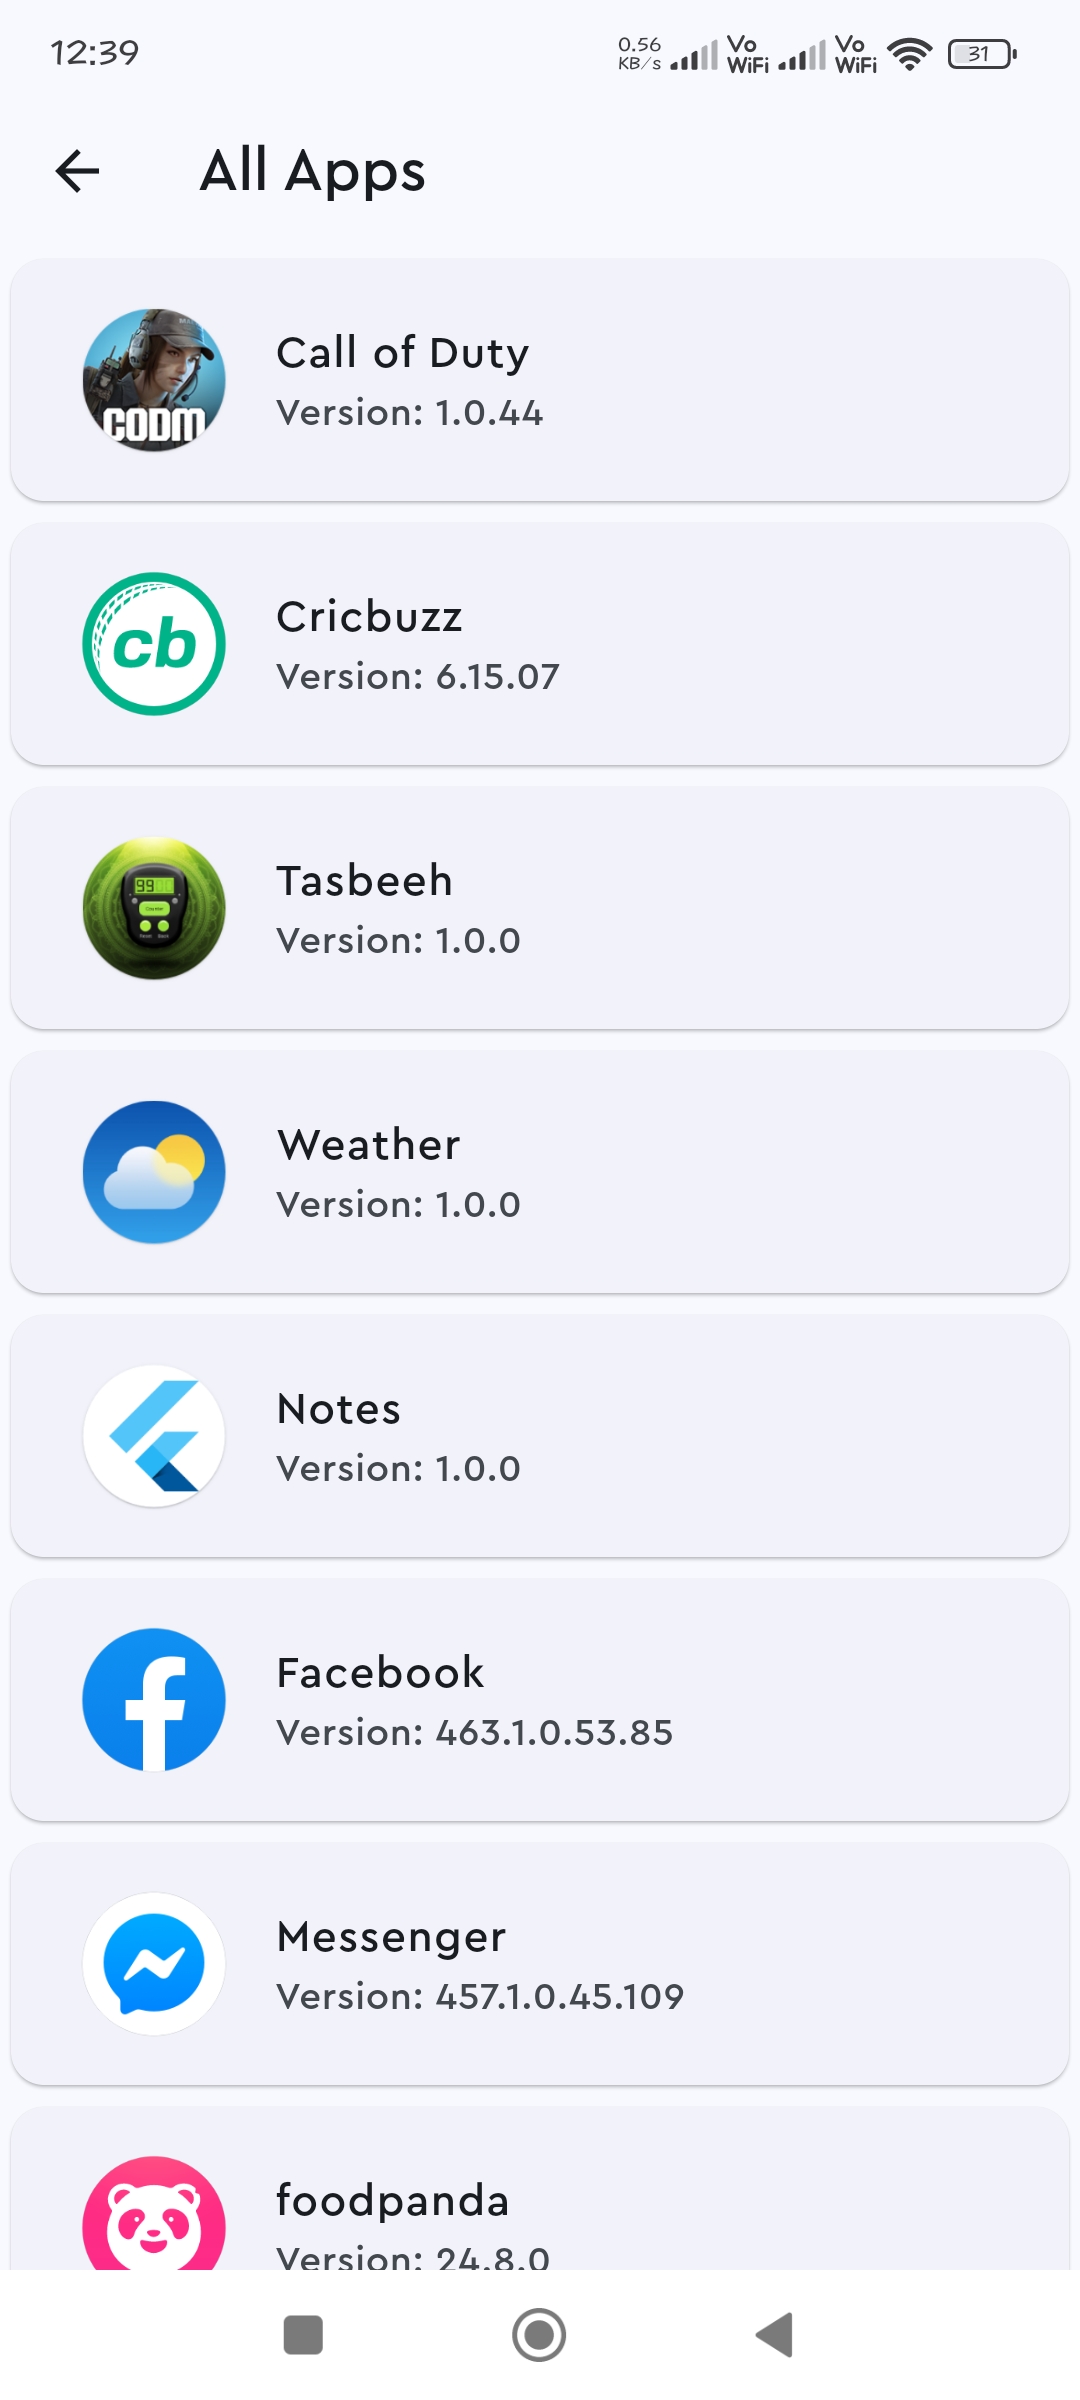 12:39
0.56
KB/s
Vo
WiFi
Vo
WiFi
31
All Apps
CODM
Call of Duty
Version: 1.0.44
cb
Cricbuzz
Version: 6.15.07
99
Tasbeeh
Version: 1.0.0
Weather
Version: 1.0.0
Notes
Version: 1.0.0
Facebook
Version: 463.1.0.53.85
Messenger
Version: 457.1.0.45.109
foodpanda
Version: 24.8.0